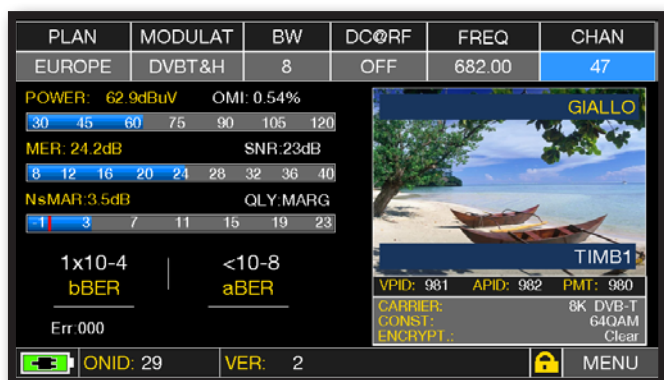 PLAN MODULAT BW DC@RF FREQ CHAN
EUROPE DVBT&H 8 OFF 682.00 47
POWER: 62.9dBuV OMI: 0.54%
30 45 60 75 90 105 120
MER: 24.2dB SNR:23dB
8 12 16 20 24 28 32 36 40
NsMAR:3.5dB QLY:MARG
-1 3 7 11 15 19 23
1x10-4 <10-8
bBER aBER
Err:000
GIALLO
TIMB1
VPID: 981 APID: 982 PMT: 980
CARRIER: 8K DVB-T
CONST: 64QAM
ENCRYPT.: Clear
ONID: 29 VER: 2 MENU